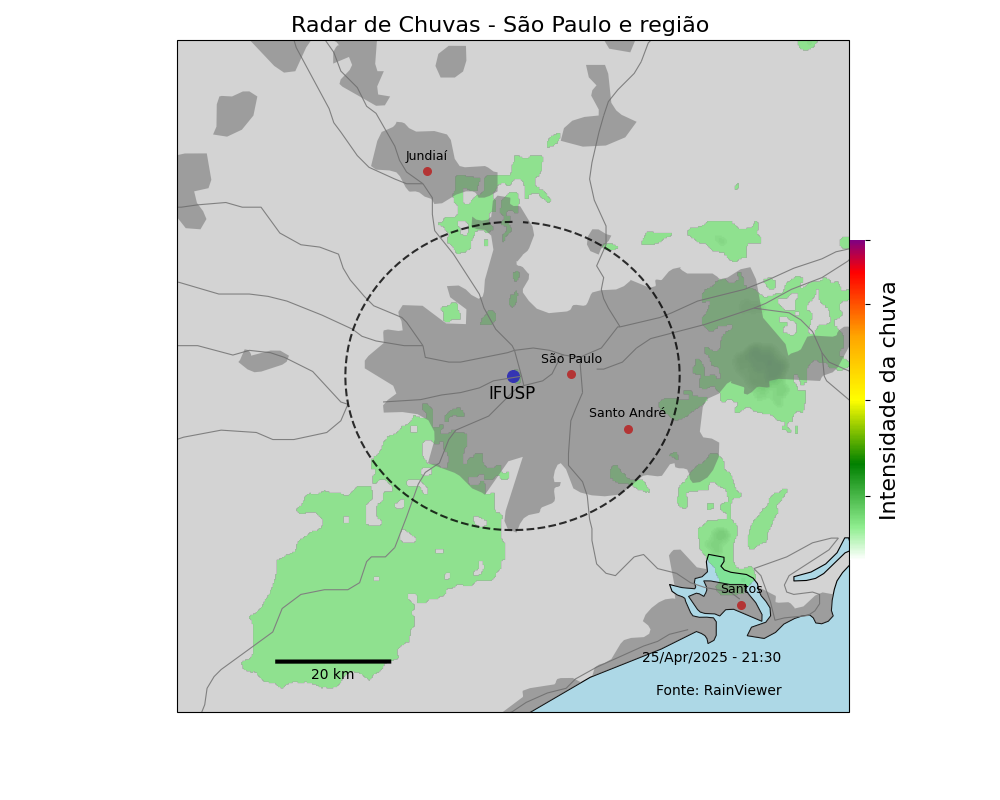 Radar de Chuvas - São Paulo e região
Jundiaí
São Paulo
IFUSP
Santo André
Intensidade da chuva
Santos
25/Apr/2025 - 21:30
20 km
Fonte: RainViewer